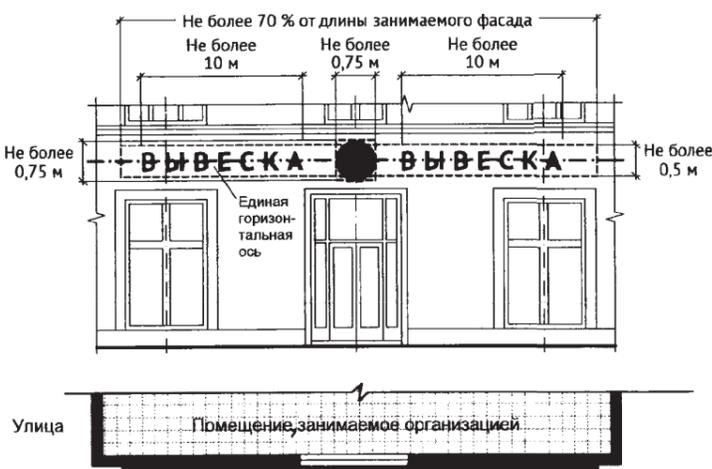 Не более 70 % от длины занимаемого фасада
Не более
10 м
Не более
0,75 м
Не более
10 м
Не более
0,75 м
ВЫВЕСКА
ВЫВЕСКА
Не более
0,5 м
Единая
горизон-
тальная
ось
Улица
Помещение,занимаемое организацией